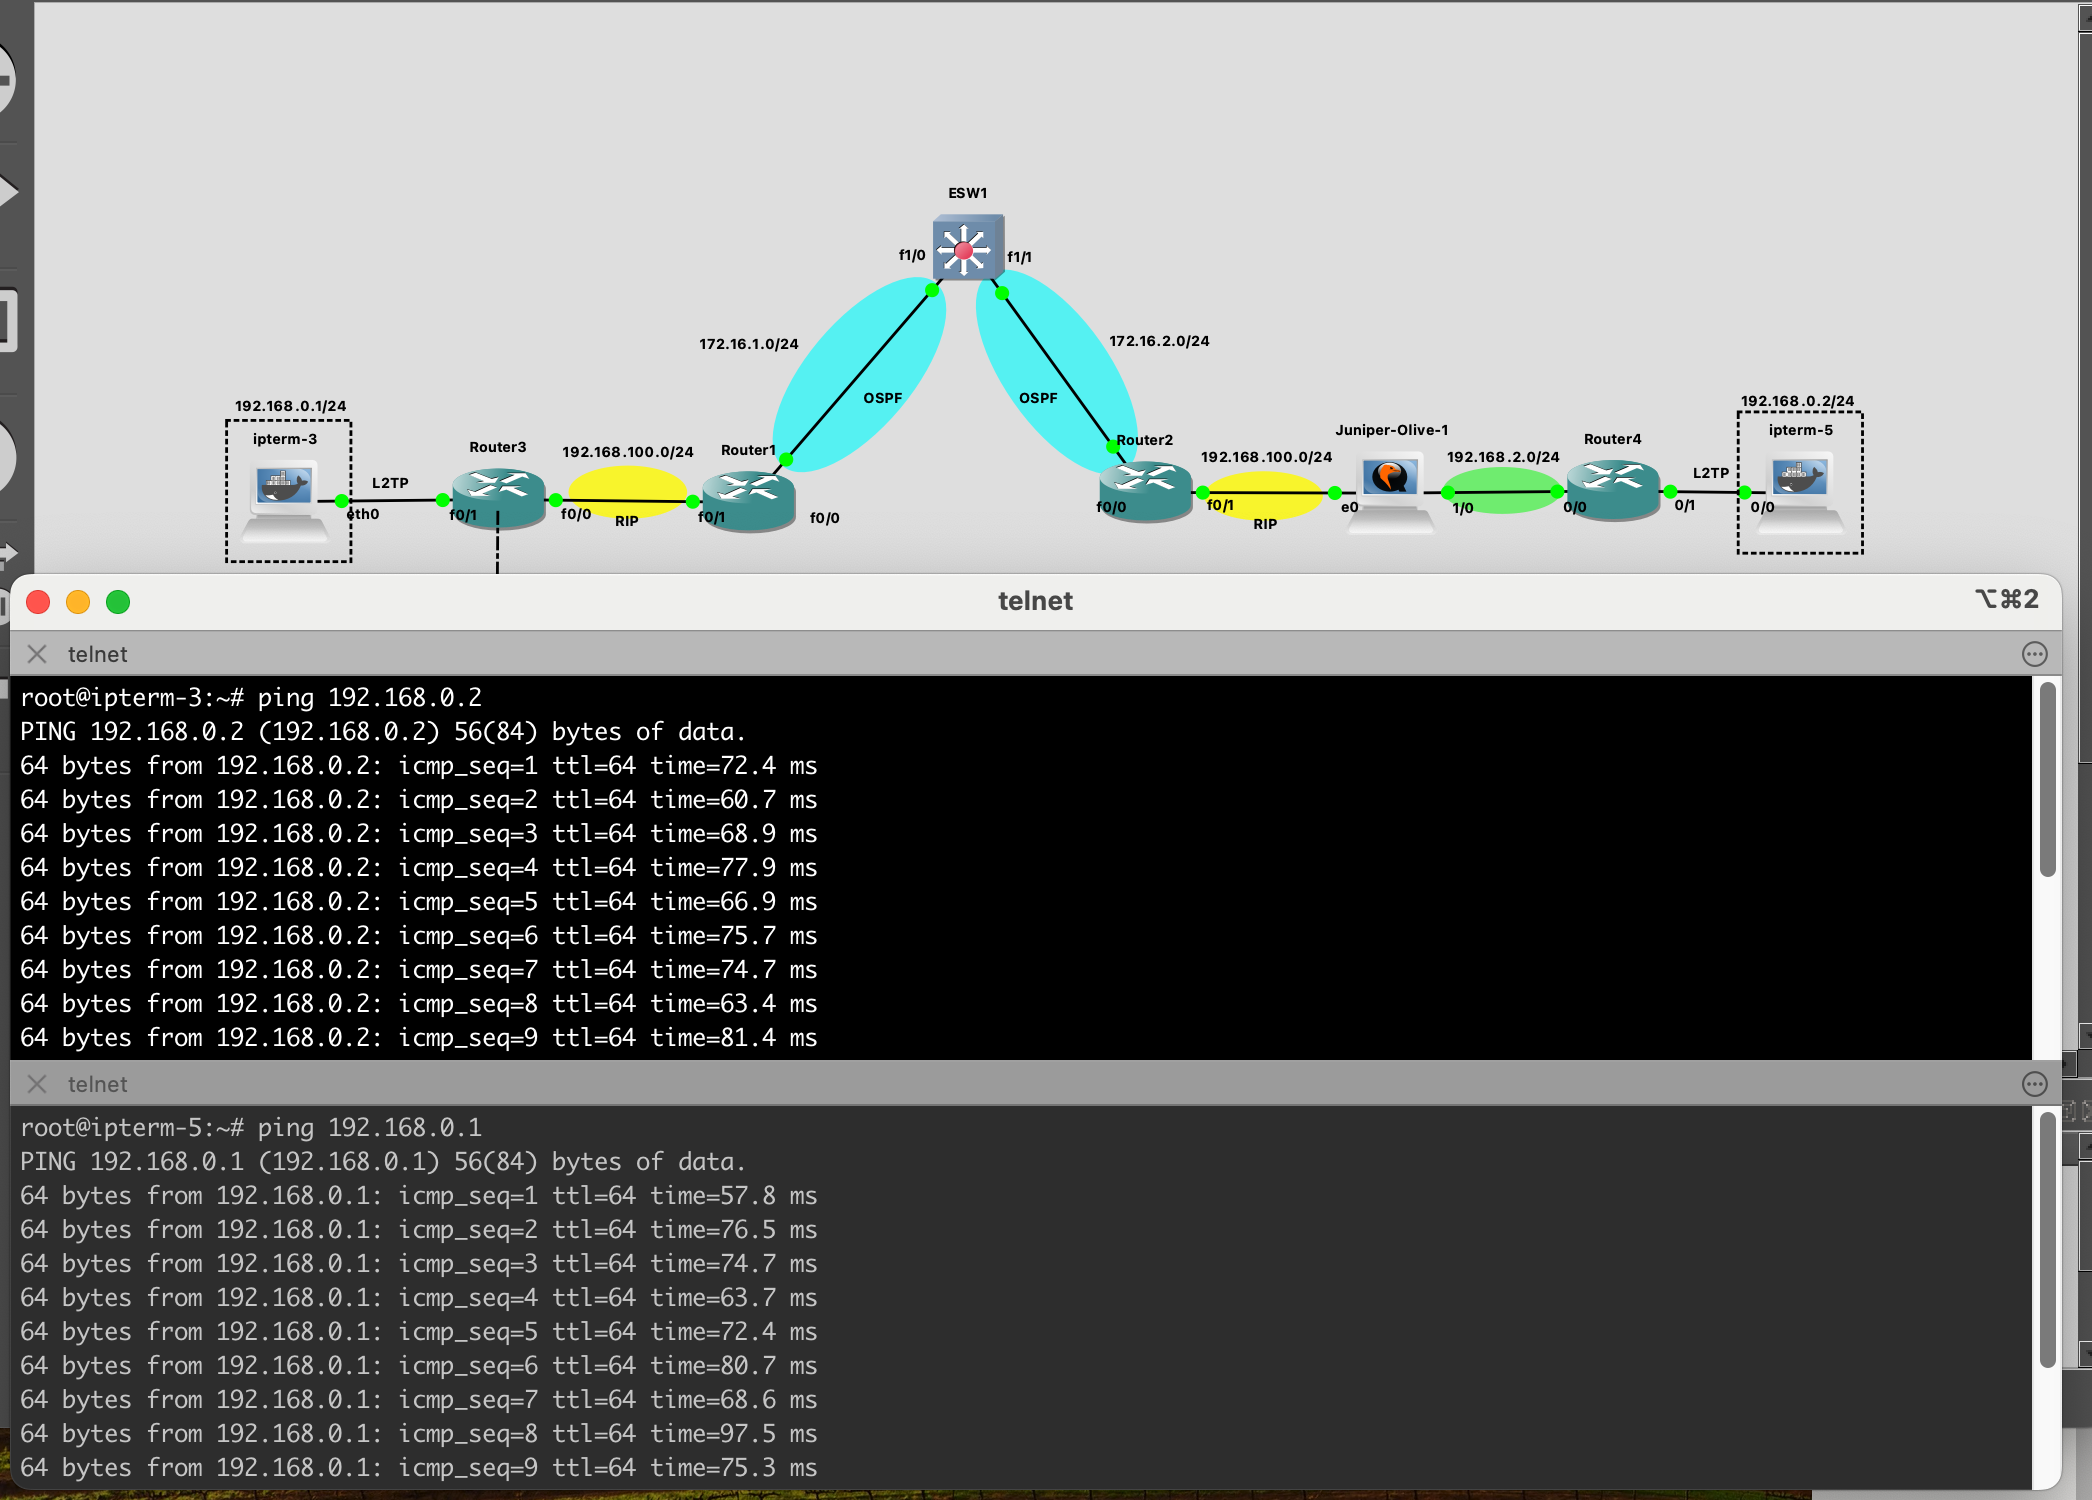 ESW1
f1/0
f1/1
172.16.1.0/24
172.16.2.0/24
OSPF
OSPF
192.168.0.1/24
ipterm-3
L2TP
eth0
Router3
f0/1
f0/0
192.168.100.0/24
RIP
Router1
f0/1
f0/0
Router2
f0/0
f0/1
192.168.100.0/24
RIP
Juniper-Olive-1
e0
1/0
192.168.2.0/24
Router4
0/0
0/1
L2TP
192.168.0.2/24
ipterm-5
0/0
telnet
⌥⌘2
telnet
root@ipterm-3:~# ping 192.168.0.2
PING 192.168.0.2 (192.168.0.2) 56(84) bytes of data.
64 bytes from 192.168.0.2: icmp_seq=1 ttl=64 time=72.4 ms
64 bytes from 192.168.0.2: icmp_seq=2 ttl=64 time=60.7 ms
64 bytes from 192.168.0.2: icmp_seq=3 ttl=64 time=68.9 ms
64 bytes from 192.168.0.2: icmp_seq=4 ttl=64 time=77.9 ms
64 bytes from 192.168.0.2: icmp_seq=5 ttl=64 time=66.9 ms
64 bytes from 192.168.0.2: icmp_seq=6 ttl=64 time=75.7 ms
64 bytes from 192.168.0.2: icmp_seq=7 ttl=64 time=74.7 ms
64 bytes from 192.168.0.2: icmp_seq=8 ttl=64 time=63.4 ms
64 bytes from 192.168.0.2: icmp_seq=9 ttl=64 time=81.4 ms
telnet
root@ipterm-5:~# ping 192.168.0.1
PING 192.168.0.1 (192.168.0.1) 56(84) bytes of data.
64 bytes from 192.168.0.1: icmp_seq=1 ttl=64 time=57.8 ms
64 bytes from 192.168.0.1: icmp_seq=2 ttl=64 time=76.5 ms
64 bytes from 192.168.0.1: icmp_seq=3 ttl=64 time=74.7 ms
64 bytes from 192.168.0.1: icmp_seq=4 ttl=64 time=63.7 ms
64 bytes from 192.168.0.1: icmp_seq=5 ttl=64 time=72.4 ms
64 bytes from 192.168.0.1: icmp_seq=6 ttl=64 time=80.7 ms
64 bytes from 192.168.0.1: icmp_seq=7 ttl=64 time=68.6 ms
64 bytes from 192.168.0.1: icmp_seq=8 ttl=64 time=97.5 ms
64 bytes from 192.168.0.1: icmp_seq=9 ttl=64 time=75.3 ms